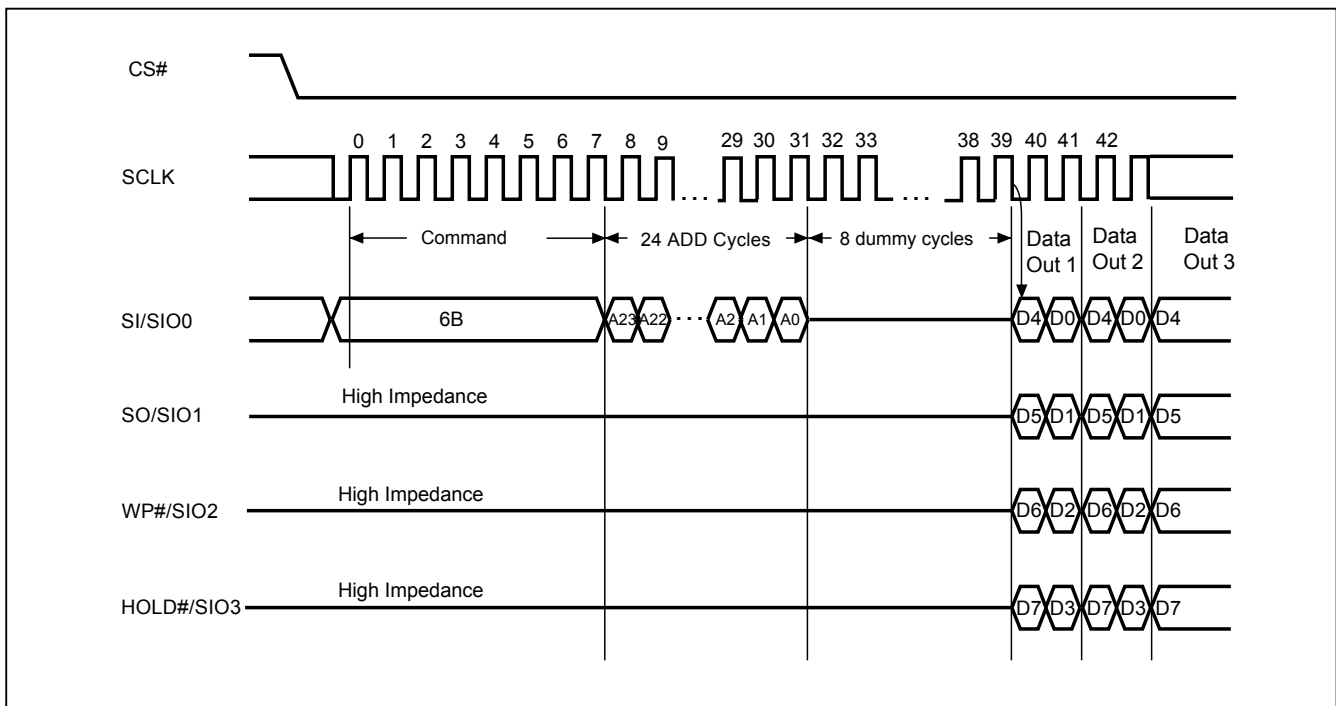 CS#
0 1 2 3 4 5 6 7 8 9 29 30 31 32 33 38 39 40 41 42
SCLK
Command 24 ADD Cycles 8 dummy cycles Data Out 1 Data Out 2 Data Out 3
SI/SIO0 6B A23 A22 A2 A1 A0 D4 D0 D4 D0 D4
High Impedance
SO/SIO1 D5 D1 D5 D1 D5
High Impedance
WP#/SIO2 D6 D2 D6 D2 D6
High Impedance
HOLD#/SIO3 D7 D3 D7 D3 D7